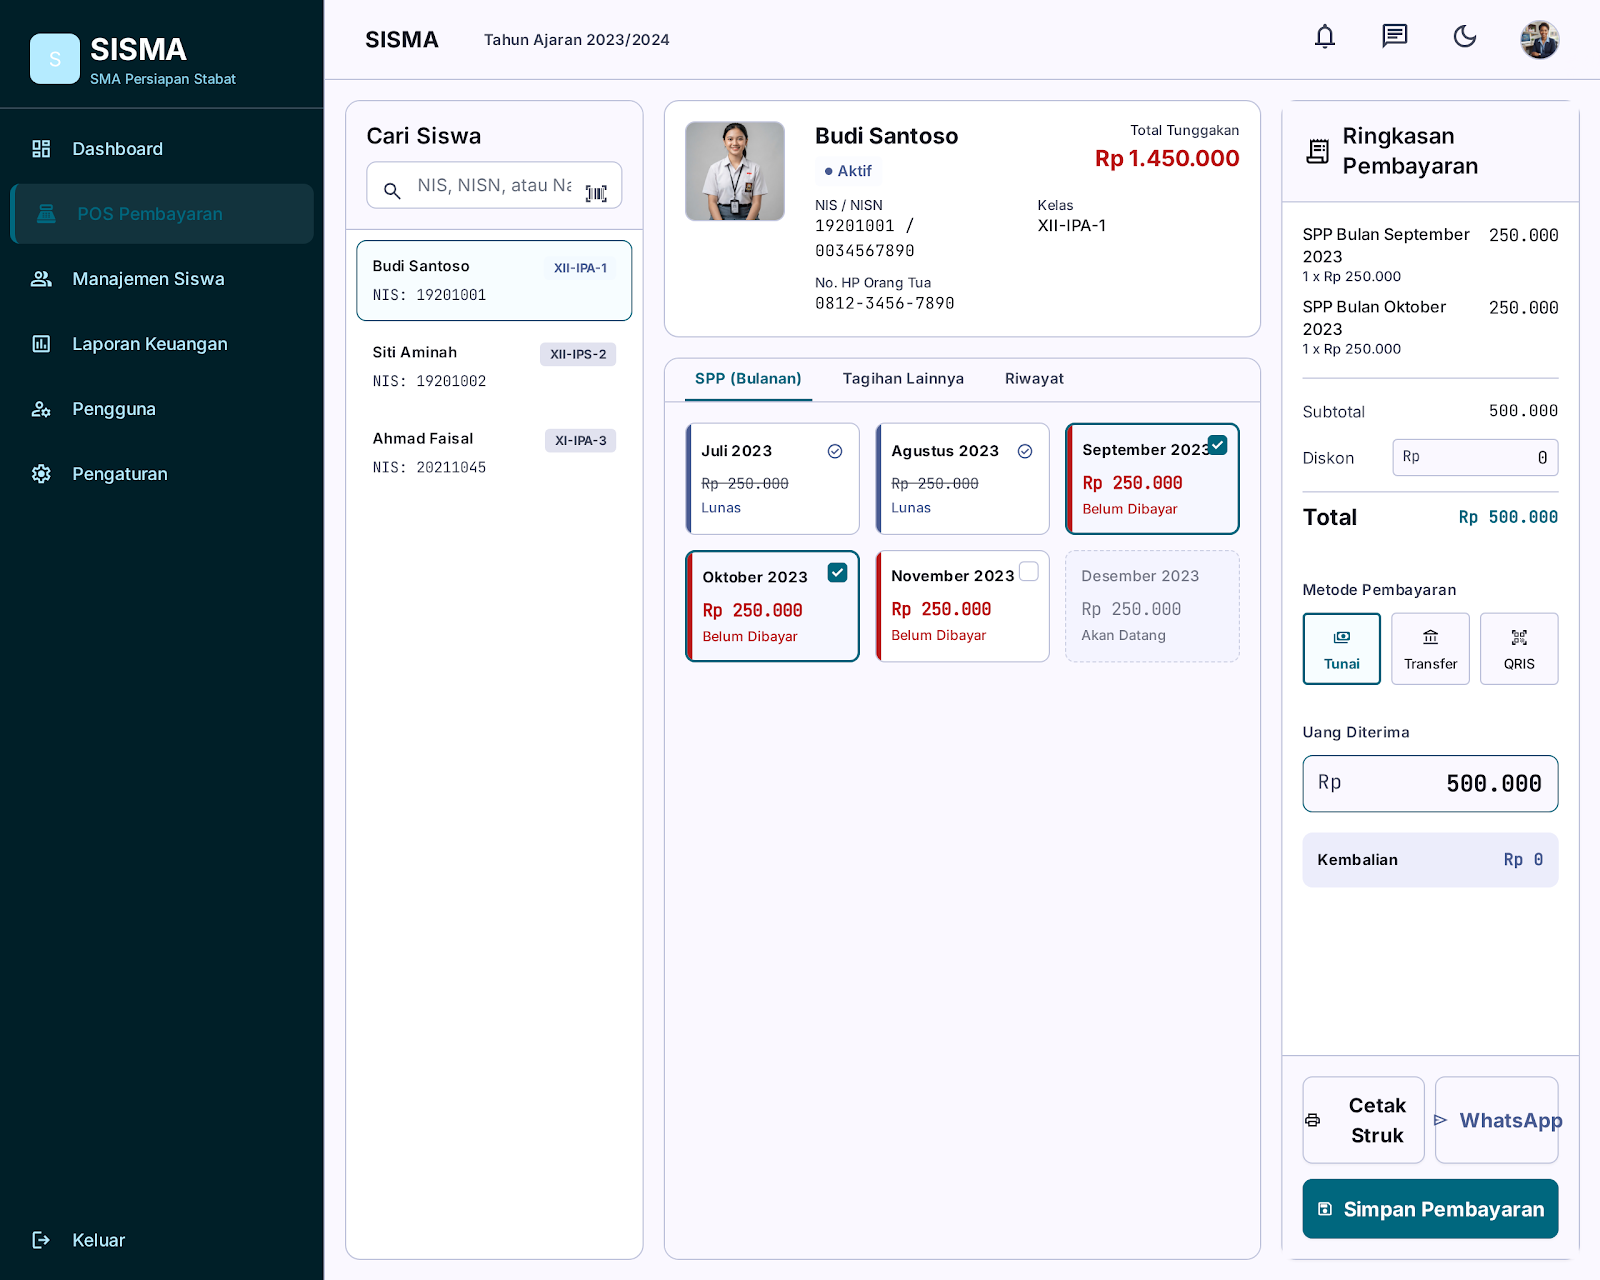 S
SISMA
SMA Persiapan Stabat
Dashboard
POS Pembayaran
Manajemen Siswa
Laporan Keuangan
Pengguna
Pengaturan
Keluar
SISMA
Tahun Ajaran 2023/2024
Cari Siswa
NIS, NISN, atau Na
Budi Santoso
XII-IPA-1
NIS: 19201001
Siti Aminah
XII-IPS-2
NIS: 19201002
Ahmad Faisal
XI-IPA-3
NIS: 20211045
Budi Santoso
Aktif
Total Tunggakan
Rp 1.450.000
NIS / NISN
19201001 /
0034567890
Kelas
XII-IPA-1
No. HP Orang Tua
0812-3456-7890
SPP (Bulanan)
Tagihan Lainnya
Riwayat
Juli 2023
Rp 250.000
Lunas
Agustus 2023
Rp 250.000
Lunas
September 2023
Rp 250.000
Belum Dibayar
Oktober 2023
Rp 250.000
Belum Dibayar
November 2023
Rp 250.000
Belum Dibayar
Desember 2023
Rp 250.000
Akan Datang
Ringkasan
Pembayaran
SPP Bulan September
2023
250.000
1 x Rp 250.000
SPP Bulan Oktober
2023
250.000
1 x Rp 250.000
Subtotal
500.000
Diskon
Rp
0
Total
Rp 500.000
Metode Pembayaran
Tunai
Transfer
QRIS
Uang Diterima
Rp
500.000
Kembalian
Rp 0
Cetak
Struk
WhatsApp
Simpan Pembayaran